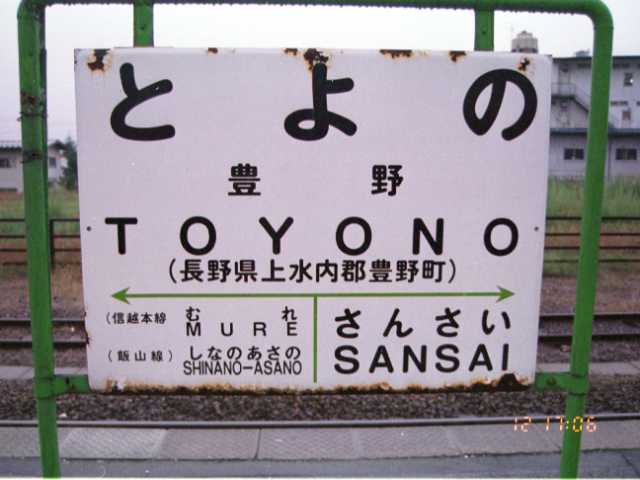 とよの
豊野
TOYONO
(長野県上水内郡豊野町)
(信越本線 むれ
MURE
(飯山線) しなのあさの
SHINANO-ASANO
さんさい
SANSAI
12 17:06